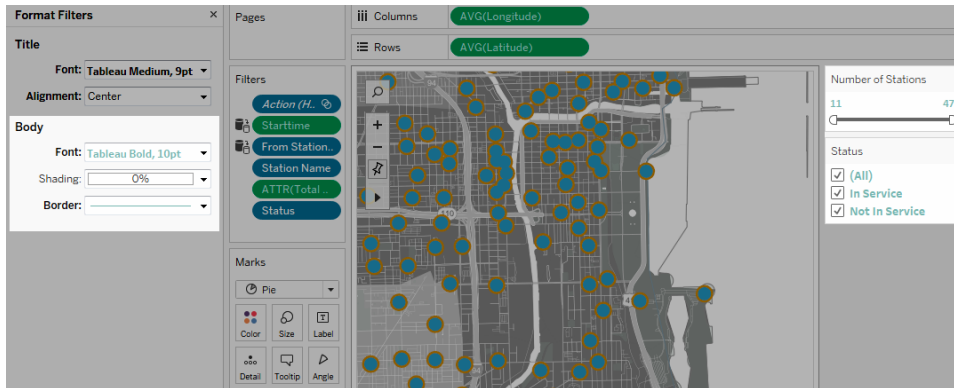 Format Filters
Title
Font: Tableau Medium, 9pt
Alignment: Center
Body
Font: Tableau Bold, 10pt
Shading: 0%
Border:
Pages
Filters
Action (H..
Starttime
From Station..
Station Name
ATTR(Total ..
Status
Marks
Pie
Color Size Label
Detail Tooltip Angle
Columns AVG(Longitude)
Rows AVG(Latitude)
94
110
Number of Stations
11 47
Status
(All)
In Service
Not In Service